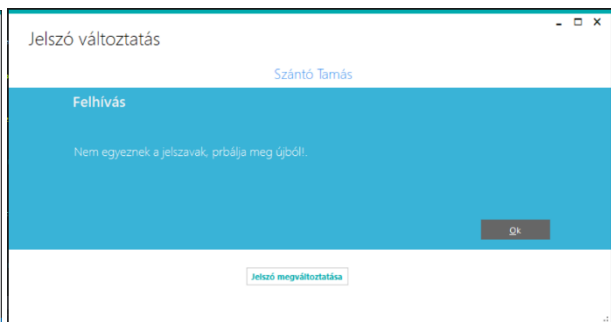 Jelszó változtatás
Szántó Tamás
Felhívás
Nem egyeznek a jelszavak, prbálja meg újból!.
Ok
Jelszó megváltoztatása